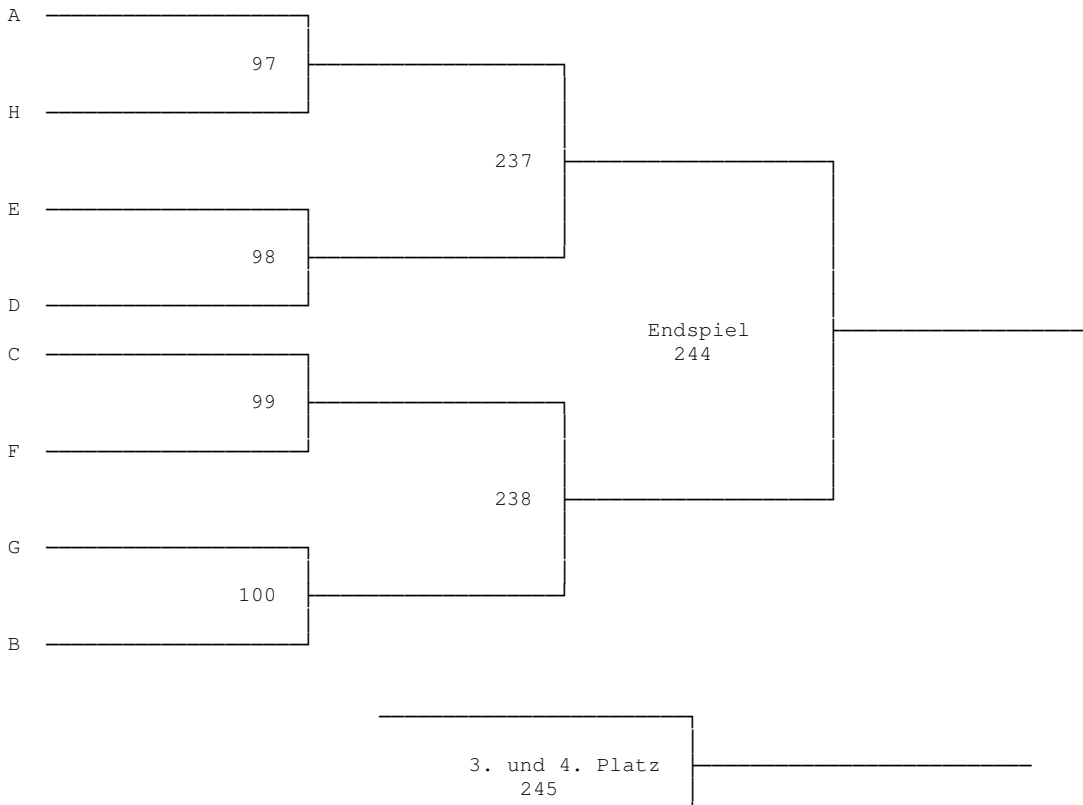 A
97
H
237
E
98
D
Endspiel
244
C
99
F
238
G
100
B
3. und 4. Platz
245